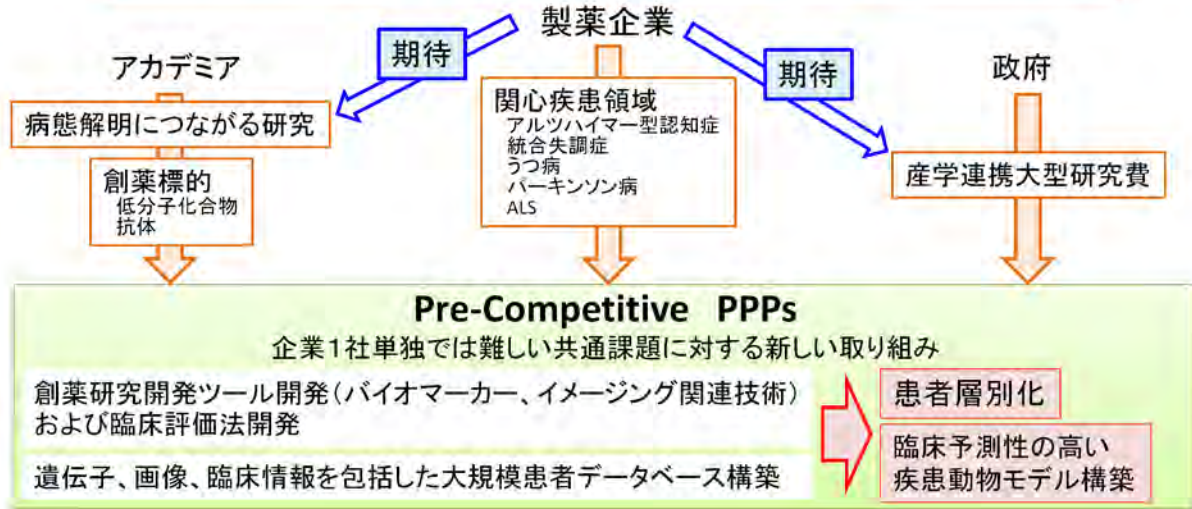 製薬企業
期待
期待
アカデミア
病態解明につながる研究
創薬標的
低分子化合物
抗体
関心疾患領域
アルツハイマー型認知症
統合失調症
うつ病
パーキンソン病
ALS
政府
産学連携大型研究費
Pre-Competitive PPPs
企業1社単独では難しい共通課題に対する新しい取り組み
創薬研究開発ツール開発(バイオマーカー、イメージング関連技術)
および臨床評価法開発
遺伝子、画像、臨床情報を包括した大規模患者データベース構築
患者層別化
臨床予測性の高い
疾患動物モデル構築